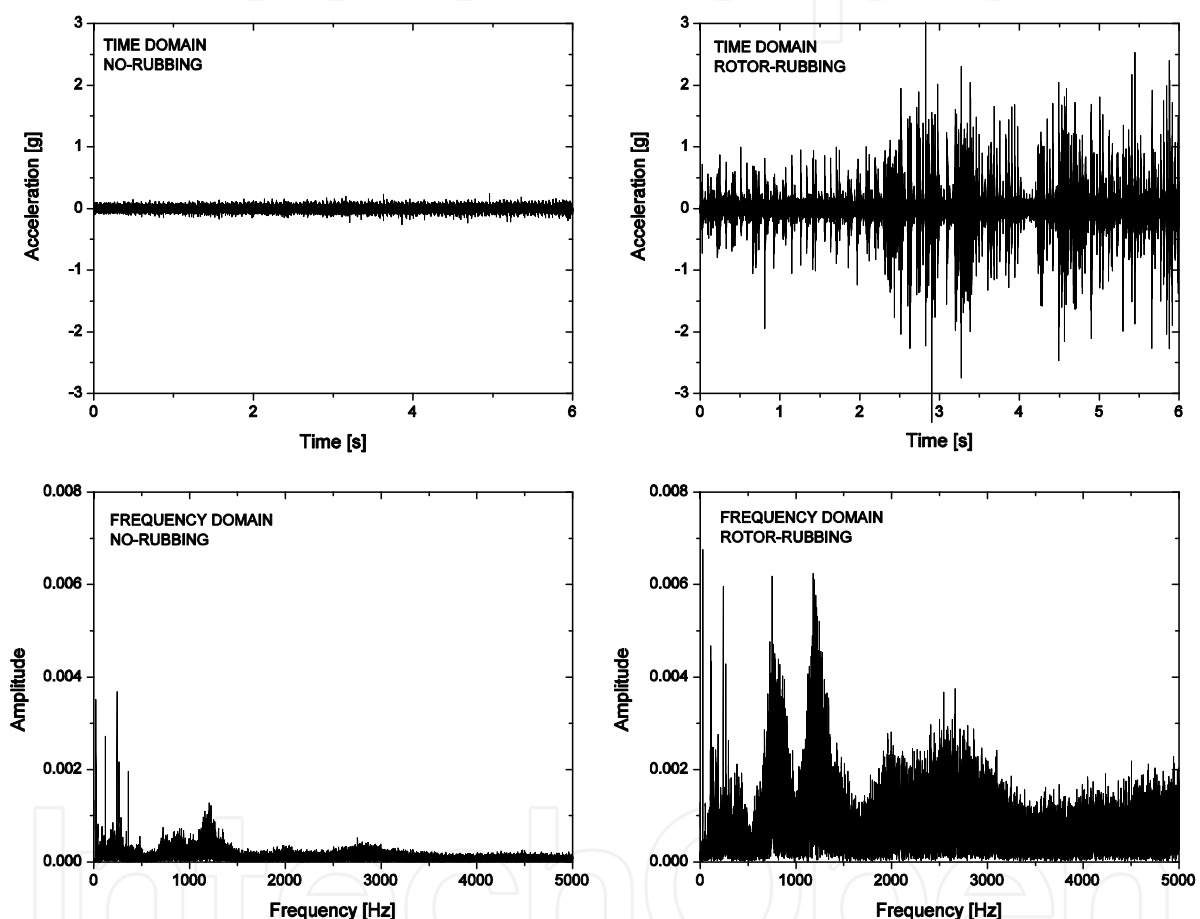 TIME DOMAIN
NO-RUBBING
3
2
1
0
-1
-2
-3
Acceleration [g]
0 2 4 6
Time [s]
TIME DOMAIN
ROTOR-RUBBING
3
2
1
0
-1
-2
-3
Acceleration [g]
0 1 2 3 4 5 6
Time [s]
FREQUENCY DOMAIN
NO-RUBBING
0.008
0.006
0.004
0.002
0.000
Amplitude
0 1000 2000 3000 4000 5000
Frequency [Hz]
FREQUENCY DOMAIN
ROTOR-RUBBING
0.008
0.006
0.004
0.002
0.000
Amplitude
0 1000 2000 3000 4000 5000
Frequency [Hz]
IntechOpen